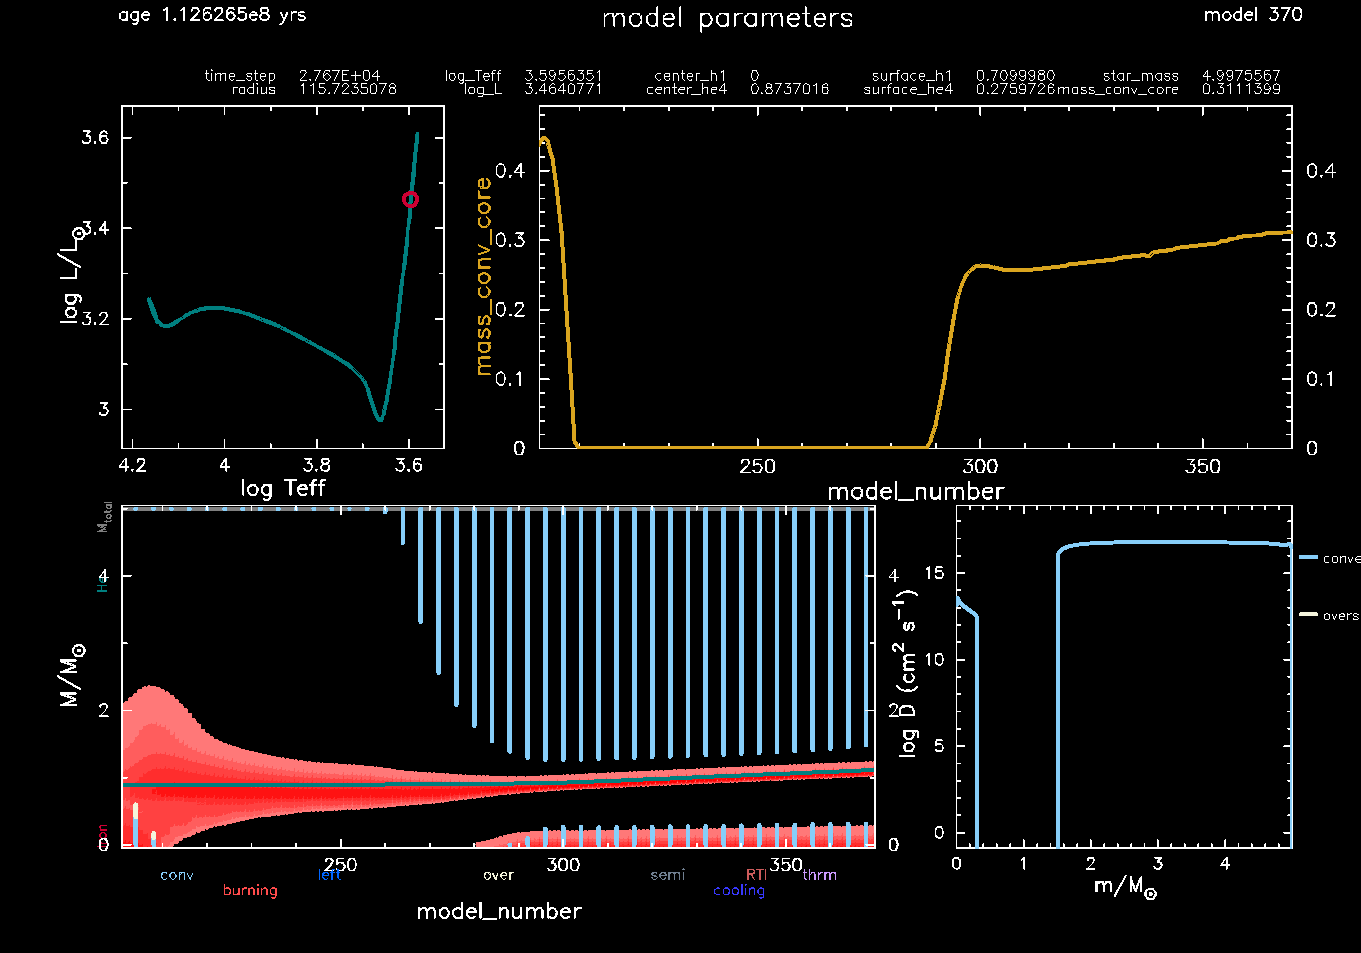 age 1.126265e8 yrs model parameters model 370
time_step 2.767E+04 log_Teff 3.5956351 center_h1 0 surface_h1 0.7099980 star_mass 4.9975567
radius 115.7235078 log_L 3.4640771 center_he4 0.8737016 surface_he4 0.2759726 mass_conv_core 0.3111399
log L/L⊙
3.6
3.4
3.2
3
4.2 4 3.8 3.6
log Teff
mass_conv_core
0.4 0.4
0.3 0.3
0.2 0.2
0.1 0.1
0 0
250 300 350
model_number
M/M⊙
Mtotal
He
4 4
2 2
0 0
250 300 350
conv left over semi RTI thrm
burning cooling
model_number
log D (cm² s⁻¹)
15
10
5
0
0 1 2 3 4
m/M⊙
conve
overs